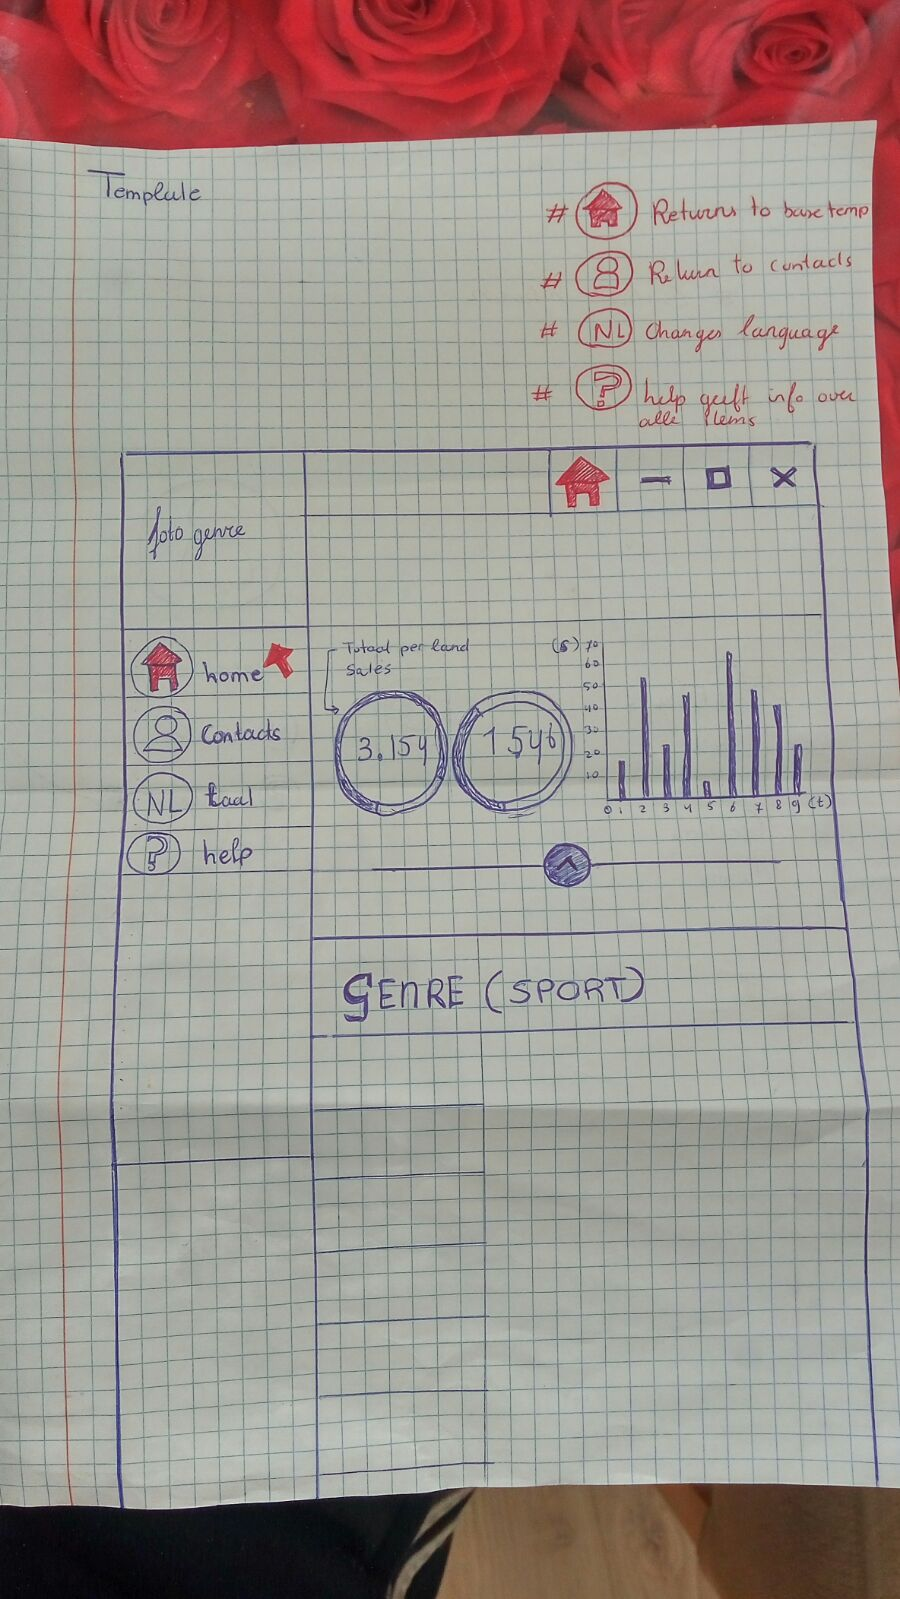 Template
# Returns to base temp
# Return to contacts
# NL Changes language
# ? help geeft info over
alle Items
foto genre
home
Contacts
NL taal
? help
Totaal per land
Sales
3.154
1546
(s) 70
60
50
40
30
20
10
0 1 2 3 4 5 6 7 8 9 (t)
GENRE (SPORT)